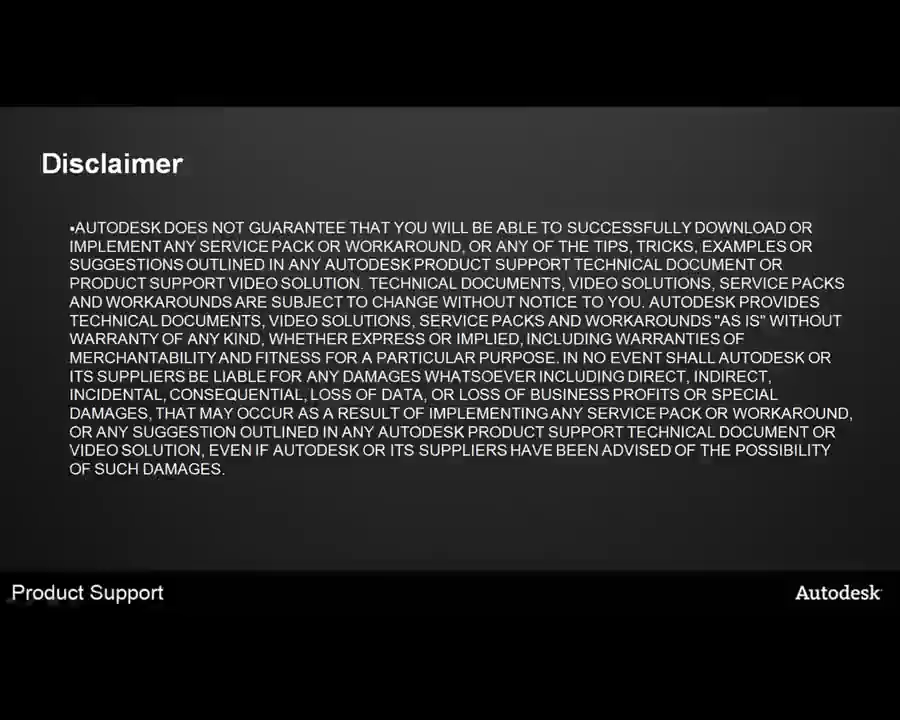 Disclaimer
▪AUTODESK DOES NOT GUARANTEE THAT YOU WILL BE ABLE TO SUCCESSFULLY DOWNLOAD OR
IMPLEMENT ANY SERVICE PACK OR WORKAROUND, OR ANY OF THE TIPS, TRICKS, EXAMPLES OR
SUGGESTIONS OUTLINED IN ANY AUTODESK PRODUCT SUPPORT TECHNICAL DOCUMENT OR
PRODUCT SUPPORT VIDEO SOLUTION. TECHNICAL DOCUMENTS, VIDEO SOLUTIONS, SERVICE PACKS
AND WORKAROUNDS ARE SUBJECT TO CHANGE WITHOUT NOTICE TO YOU. AUTODESK PROVIDES
TECHNICAL DOCUMENTS, VIDEO SOLUTIONS, SERVICE PACKS AND WORKAROUNDS "AS IS" WITHOUT
WARRANTY OF ANY KIND, WHETHER EXPRESS OR IMPLIED, INCLUDING WARRANTIES OF
MERCHANTABILITY AND FITNESS FOR A PARTICULAR PURPOSE. IN NO EVENT SHALL AUTODESK OR
ITS SUPPLIERS BE LIABLE FOR ANY DAMAGES WHATSOEVER INCLUDING DIRECT, INDIRECT,
INCIDENTAL, CONSEQUENTIAL, LOSS OF DATA, OR LOSS OF BUSINESS PROFITS OR SPECIAL
DAMAGES, THAT MAY OCCUR AS A RESULT OF IMPLEMENTING ANY SERVICE PACK OR WORKAROUND,
OR ANY SUGGESTION OUTLINED IN ANY AUTODESK PRODUCT SUPPORT TECHNICAL DOCUMENT OR
VIDEO SOLUTION, EVEN IF AUTODESK OR ITS SUPPLIERS HAVE BEEN ADVISED OF THE POSSIBILITY
OF SUCH DAMAGES.
Product Support
Autodesk